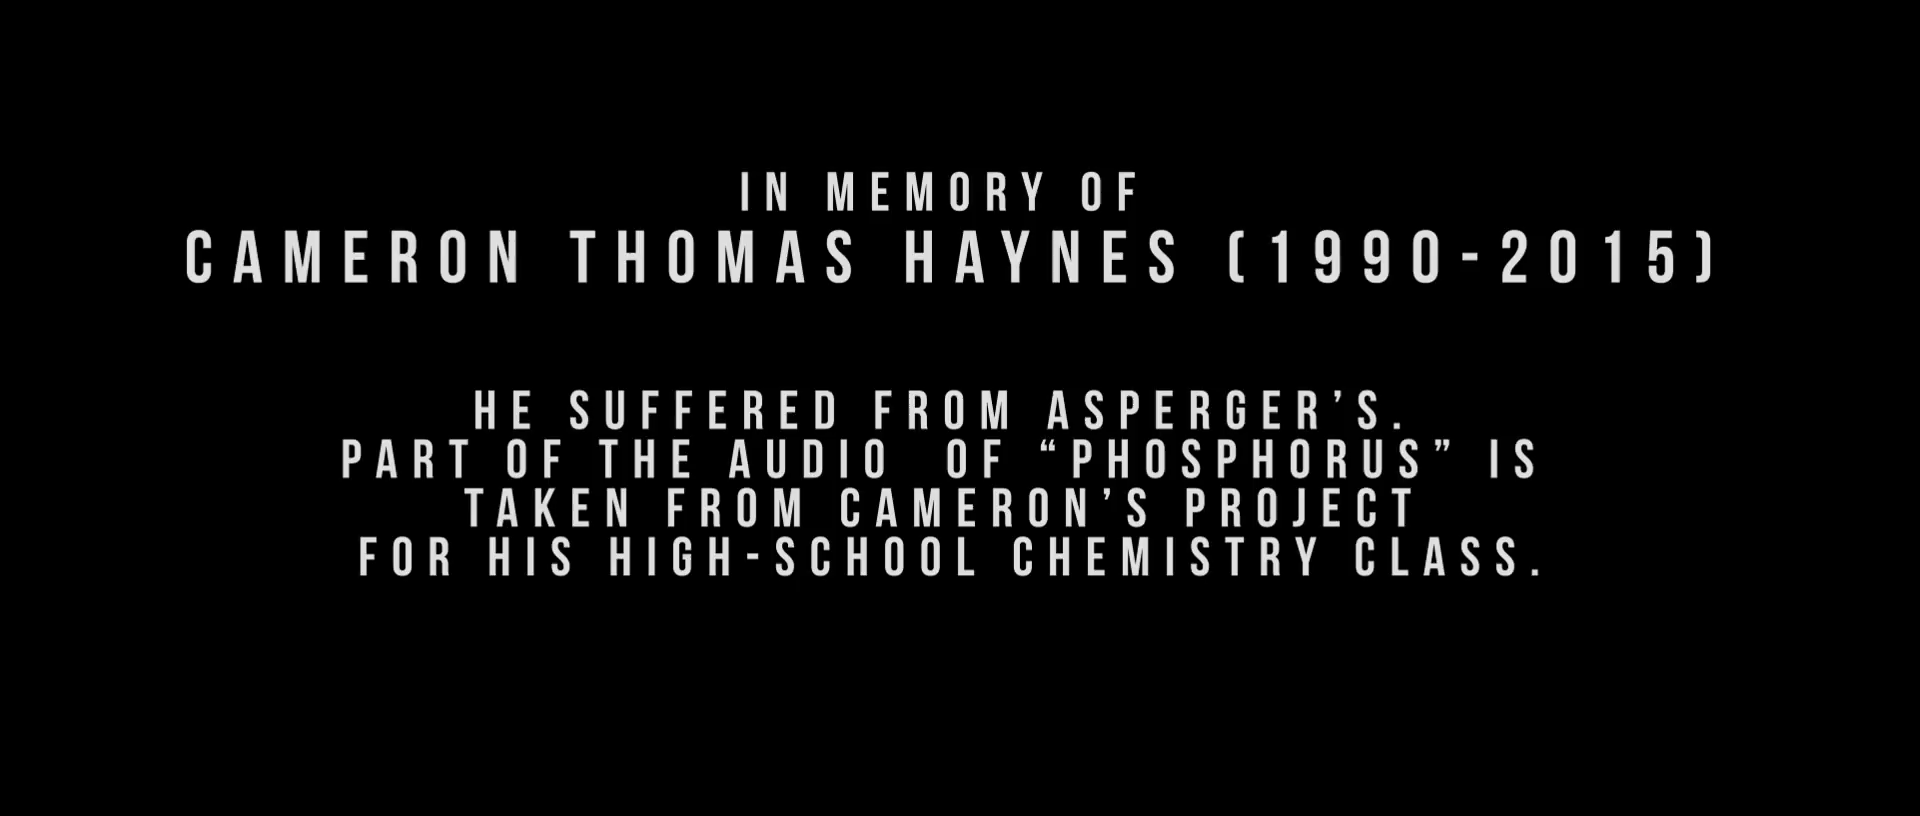 IN MEMORY OF
CAMERON THOMAS HAYNES (1990-2015)
HE SUFFERED FROM ASPERGER’S.
PART OF THE AUDIO  OF “PHOSPHORUS” IS
TAKEN FROM CAMERON’S PROJECT
FOR HIS HIGH-SCHOOL CHEMISTRY CLASS.